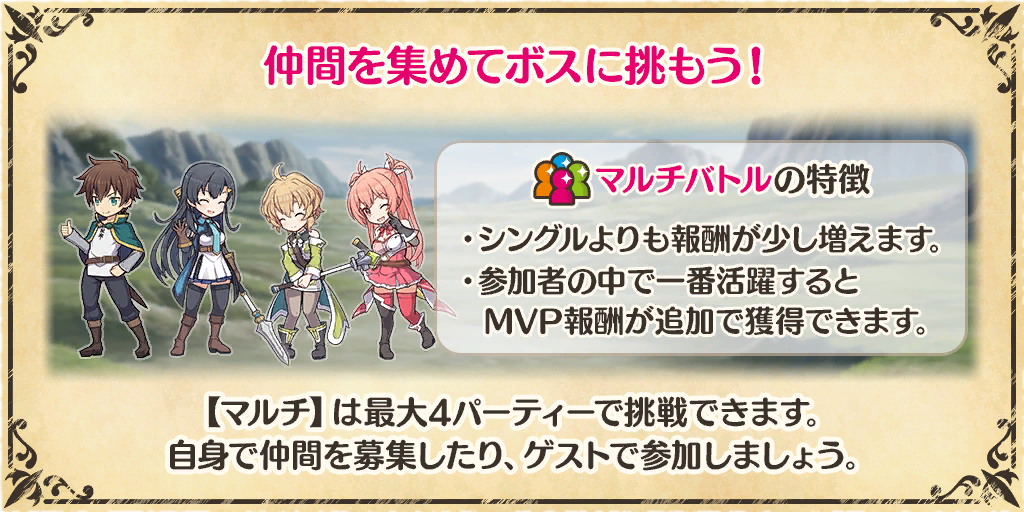 仲間を集めてボスに挑もう！
マルチバトルの特徴
・シングルよりも報酬が少し増えます。
・参加者の中で一番活躍すると
MVP報酬が追加で獲得できます。
【マルチ】は最大4パーティーで挑戦できます。
自身で仲間を募集したり、ゲストで参加しましょう。